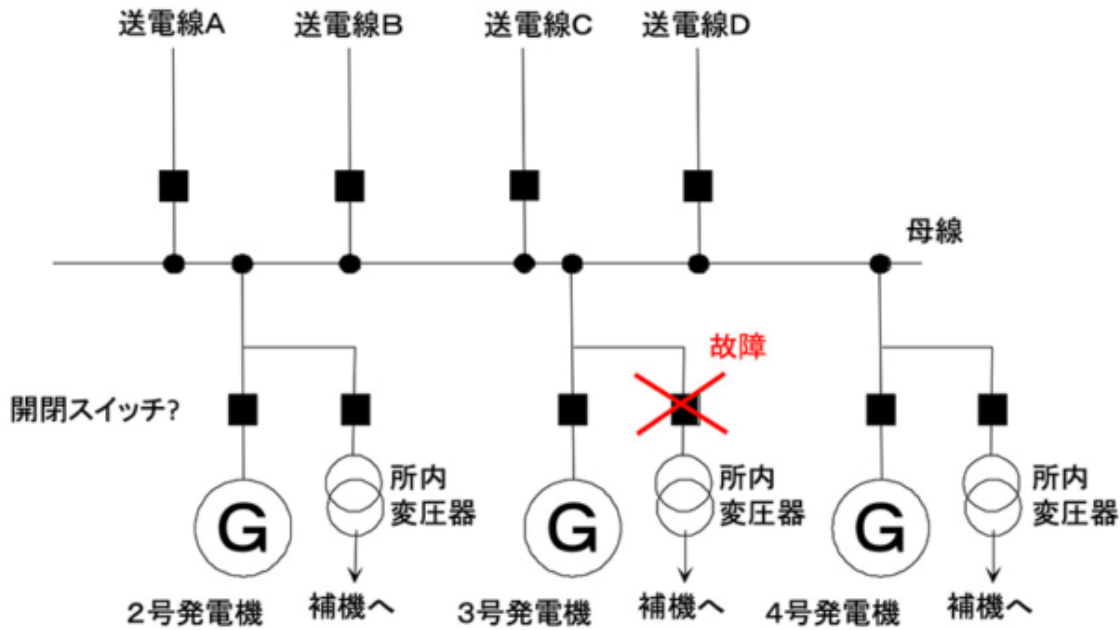 送電線A
送電線B
送電線C
送電線D
母線
故障
開閉スイッチ?
所内
変圧器
所内
変圧器
所内
変圧器
G
G
G
2号発電機
補機へ
3号発電機
補機へ
4号発電機
補機へ